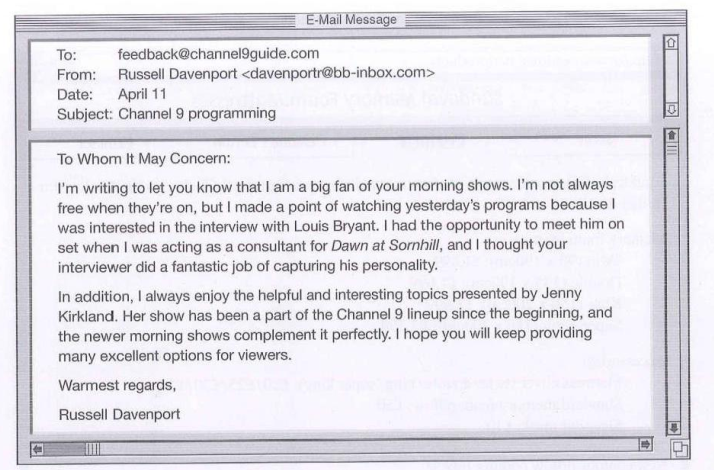 E-Mail Message
To: feedback@channel9guide.com
From: Russell Davenport <davenportr@bb-inbox.com>
Date: April 11
Subject: Channel 9 programming
To Whom It May Concern:
I'm writing to let you know that I am a big fan of your morning shows. I'm not always
free when they're on, but I made a point of watching yesterday's programs because I
was interested in the interview with Louis Bryant. I had the opportunity to meet him on
set when I was acting as a consultant for Dawn at Sornhill, and I thought your
interviewer did a fantastic job of capturing his personality.
In addition, I always enjoy the helpful and interesting topics presented by Jenny
Kirkland. Her show has been a part of the Channel 9 lineup since the beginning, and
the newer morning shows complement it perfectly. I hope you will keep providing
many excellent options for viewers.
Warmest regards,
Russell Davenport